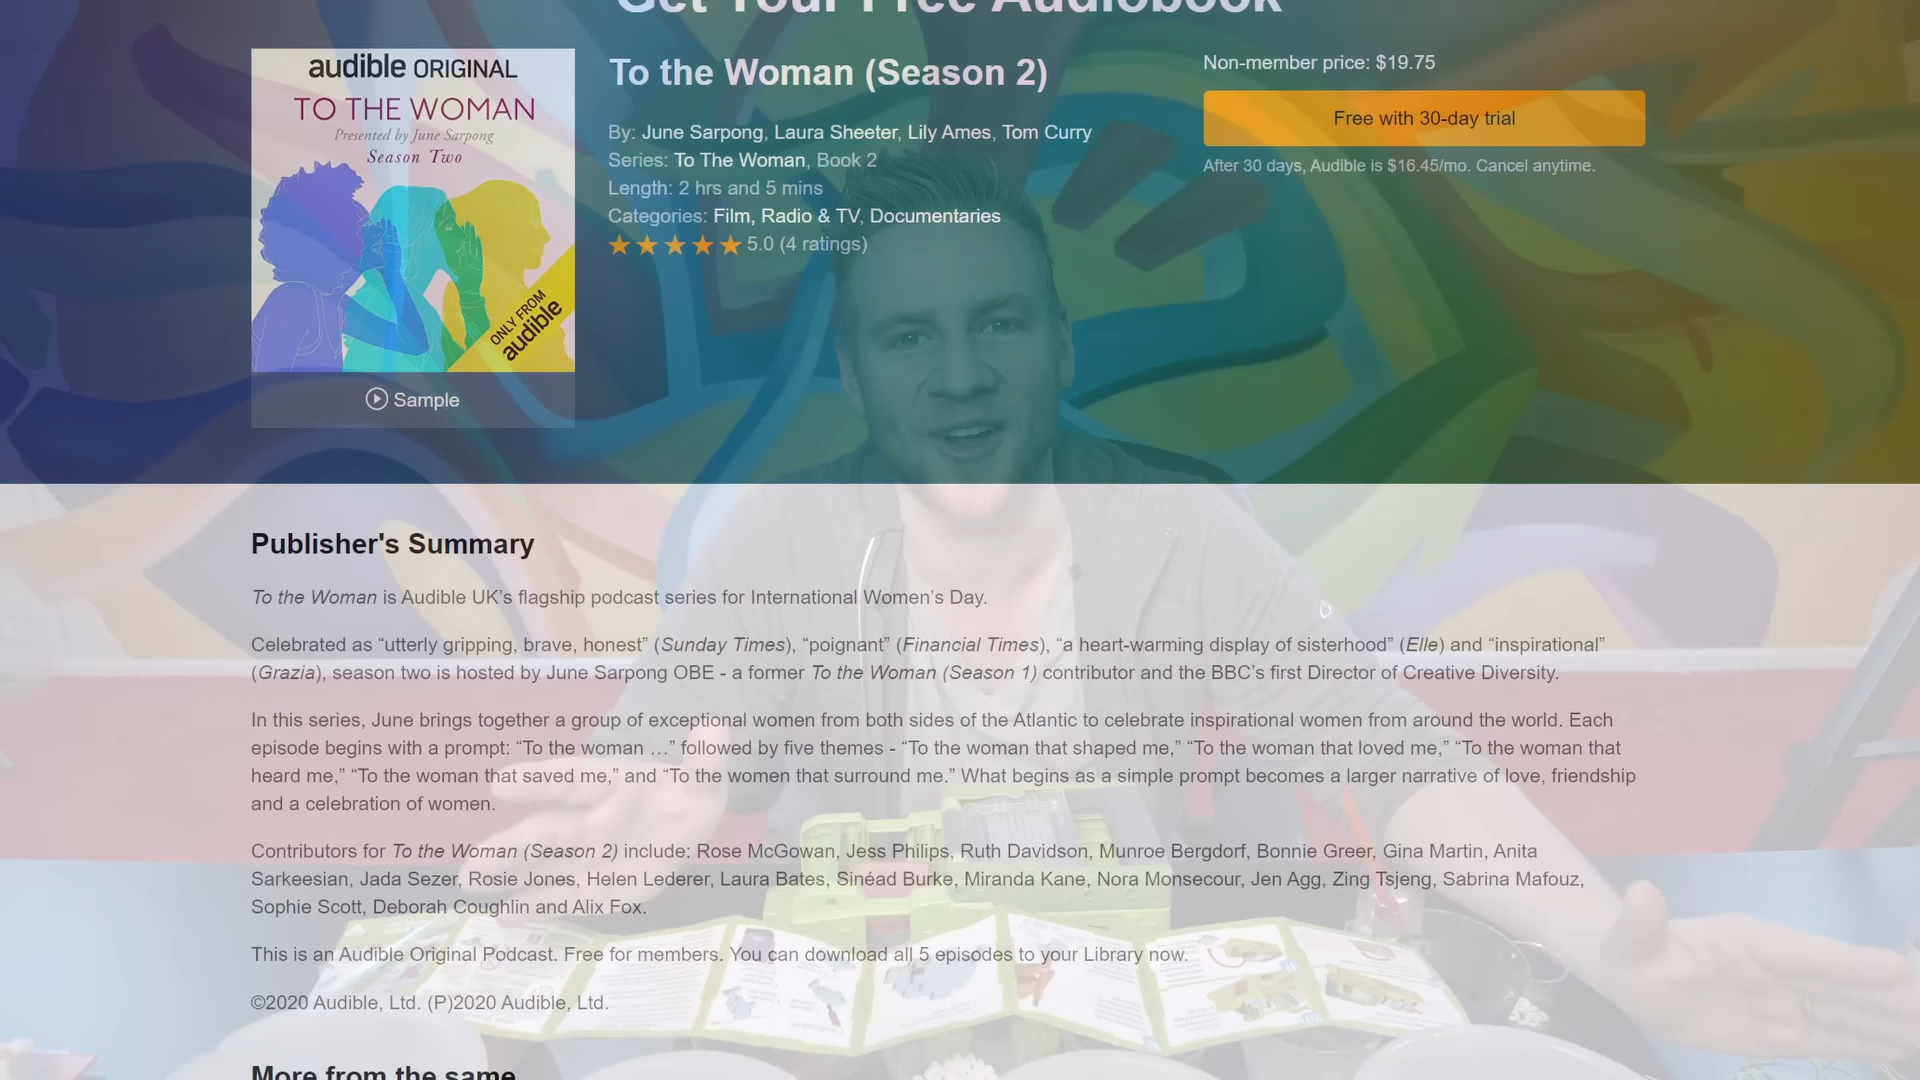 Get Your Free Audiobook
audible ORIGINAL
TO THE WOMAN
Presented by June Sarpong
Season Two
ONLY FROM
audible
Sample
To the Woman (Season 2)
By: June Sarpong, Laura Sheeter, Lily Ames, Tom Curry
Series: To The Woman, Book 2
Length: 2 hrs and 5 mins
Categories: Film, Radio & TV, Documentaries
5.0 (4 ratings)
Non-member price: $19.75
Free with 30-day trial
After 30 days, Audible is $16.45/mo. Cancel anytime.
Publisher's Summary
To the Woman is Audible UK’s flagship podcast series for International Women’s Day.
Celebrated as “utterly gripping, brave, honest” (Sunday Times), “poignant” (Financial Times), “a heart-warming display of sisterhood” (Elle) and “inspirational”
(Grazia), season two is hosted by June Sarpong OBE - a former To the Woman (Season 1) contributor and the BBC’s first Director of Creative Diversity.
In this series, June brings together a group of exceptional women from both sides of the Atlantic to celebrate inspirational women from around the world. Each
episode begins with a prompt: “To the woman …” followed by five themes - “To the woman that shaped me,” “To the woman that loved me,” “To the woman that
heard me,” “To the woman that saved me,” and “To the women that surround me.” What begins as a simple prompt becomes a larger narrative of love, friendship
and a celebration of women.
Contributors for To the Woman (Season 2) include: Rose McGowan, Jess Philips, Ruth Davidson, Munroe Bergdorf, Bonnie Greer, Gina Martin, Anita
Sarkeesian, Jada Sezer, Rosie Jones, Helen Lederer, Laura Bates, Sinéad Burke, Miranda Kane, Nora Monsecour, Jen Agg, Zing Tsjeng, Sabrina Mafouz,
Sophie Scott, Deborah Coughlin and Alix Fox.
This is an Audible Original Podcast. Free for members. You can download all 5 episodes to your Library now.
©2020 Audible, Ltd. (P)2020 Audible, Ltd.
More from the same